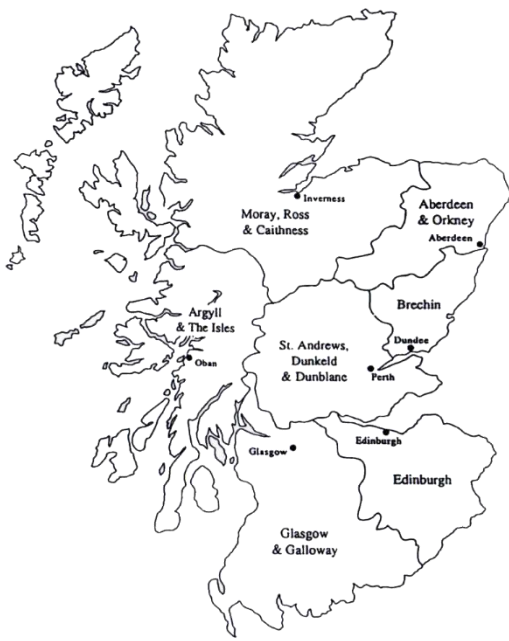 Inverness
Moray, Ross
& Caithness
Aberdeen
& Orkney
Aberdeen
Brechin
Argyll
& The Isles
Oban
St. Andrews,
Dunkeld
& Dunblane
Dundee
Perth
Glasgow
Edinburgh
Edinburgh
Glasgow
& Galloway